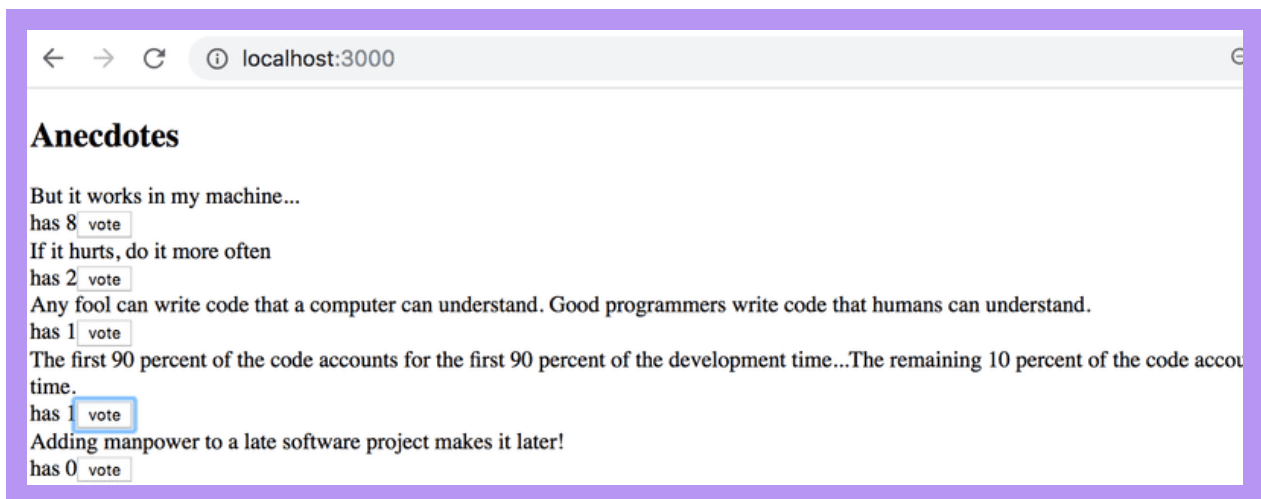 localhost:3000
Anecdotes
But it works in my machine...
has 8 vote
If it hurts, do it more often
has 2 vote
Any fool can write code that a computer can understand. Good programmers write code that humans can understand.
has 1 vote
The first 90 percent of the code accounts for the first 90 percent of the development time...The remaining 10 percent of the code
time.
has 1 vote
Adding manpower to a late software project makes it later!
has 0 vote